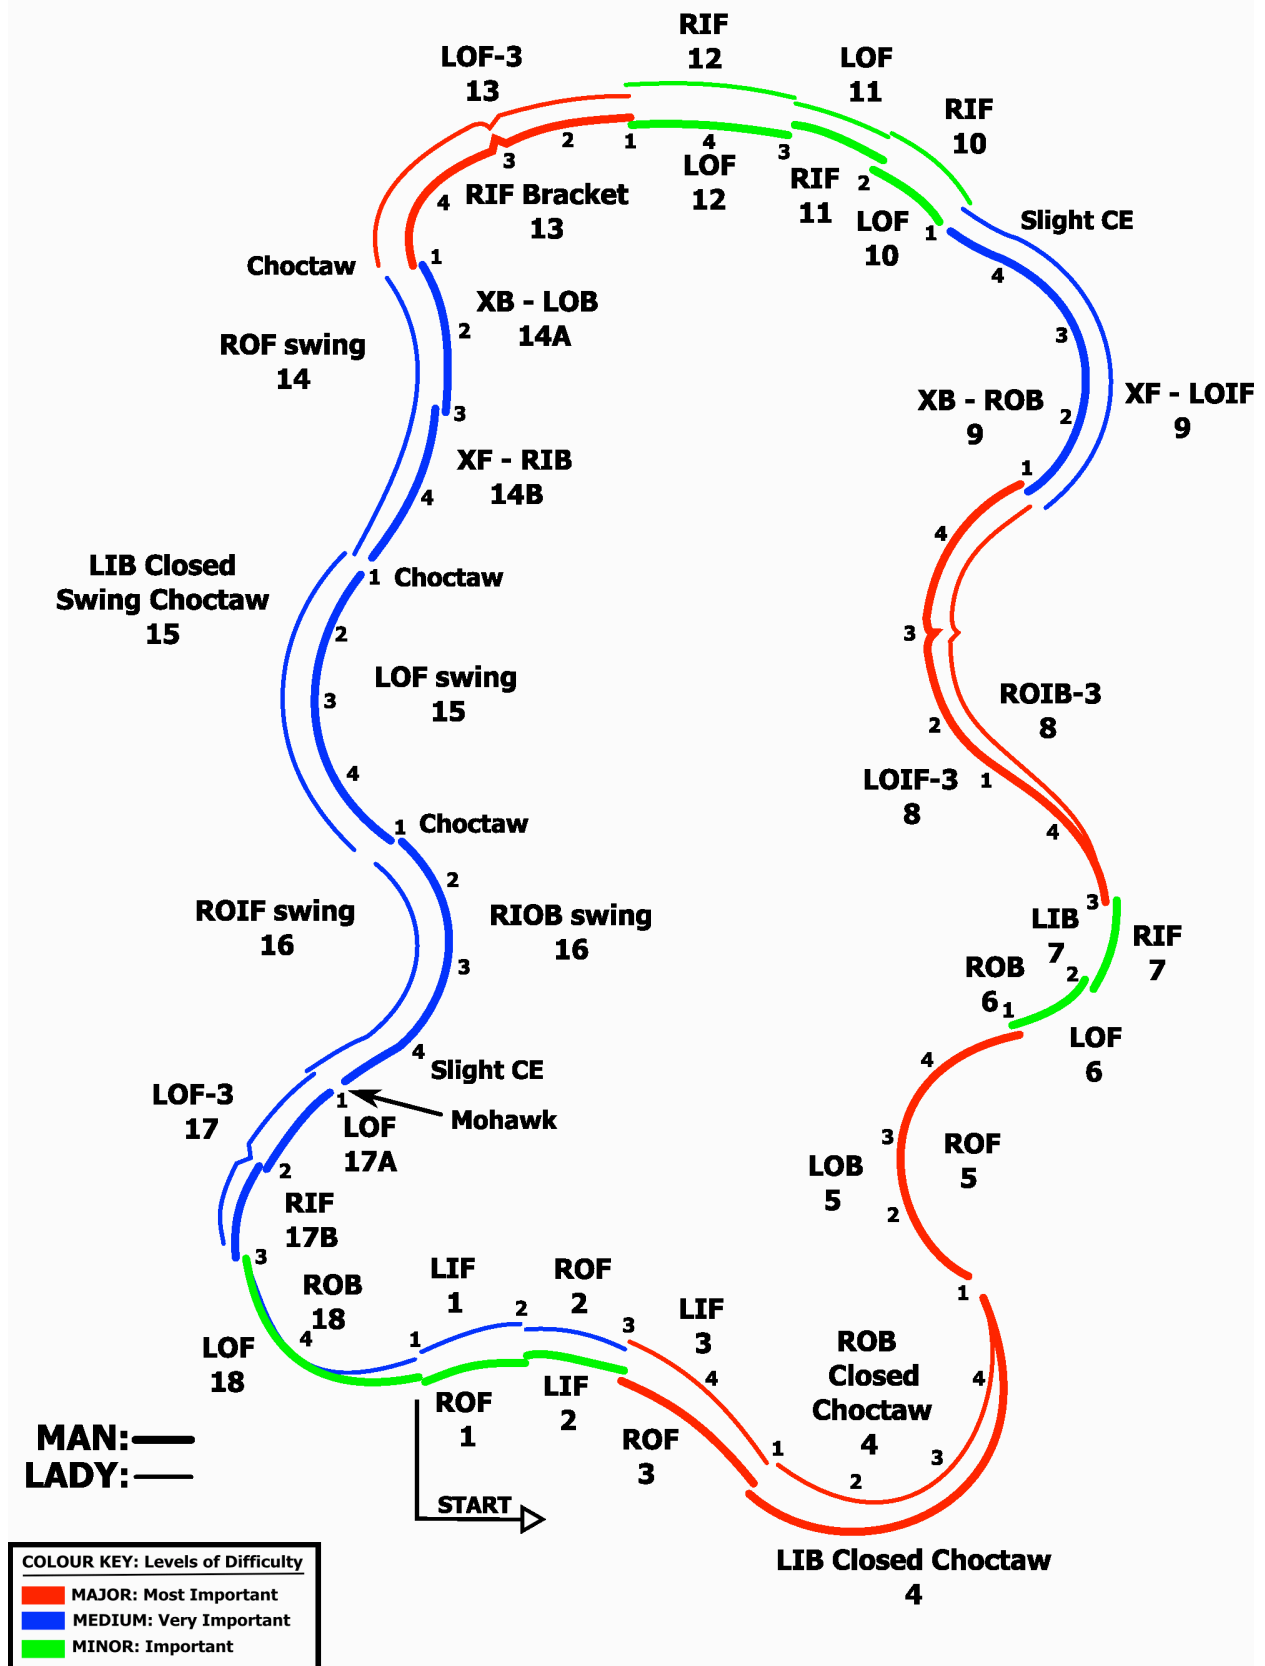 RIF
12
LOF-3
13
LOF
11
RIF
10
1
2
3
4
1
4
3
2
1
LOF
12
RIF
11
LOF
10
RIF Bracket
13
Slight CE
Choctaw
1
4
XB - LOB
14A
2
3
ROF swing
14
XB - ROB
9
2
1
XF - LOIF
9
3
XF - RIB
14B
4
4
LIB Closed
Swing Choctaw
15
1
Choctaw
2
3
LOF swing
15
3
4
ROIB-3
8
2
LOIF-3
8
1
4
1
Choctaw
2
ROIF swing
16
RIOB swing
16
3
3
LIB
7
RIF
7
ROB
6
2
1
LOF
6
4
Slight CE
4
LOF-3
17
1
Mohawk
LOF
17A
2
RIF
17B
3
LOB
5
ROF
5
3
2
1
ROB
18
4
LOF
18
LIF
1
ROF
2
1
2
3
LIF
3
4
ROF
1
LIF
2
ROF
3
ROB
Closed
Choctaw
4
1
2
3
4
MAN:
LADY:
START
LIB Closed Choctaw
4
COLOUR KEY: Levels of Difficulty
MAJOR: Most Important
MEDIUM: Very Important
MINOR: Important